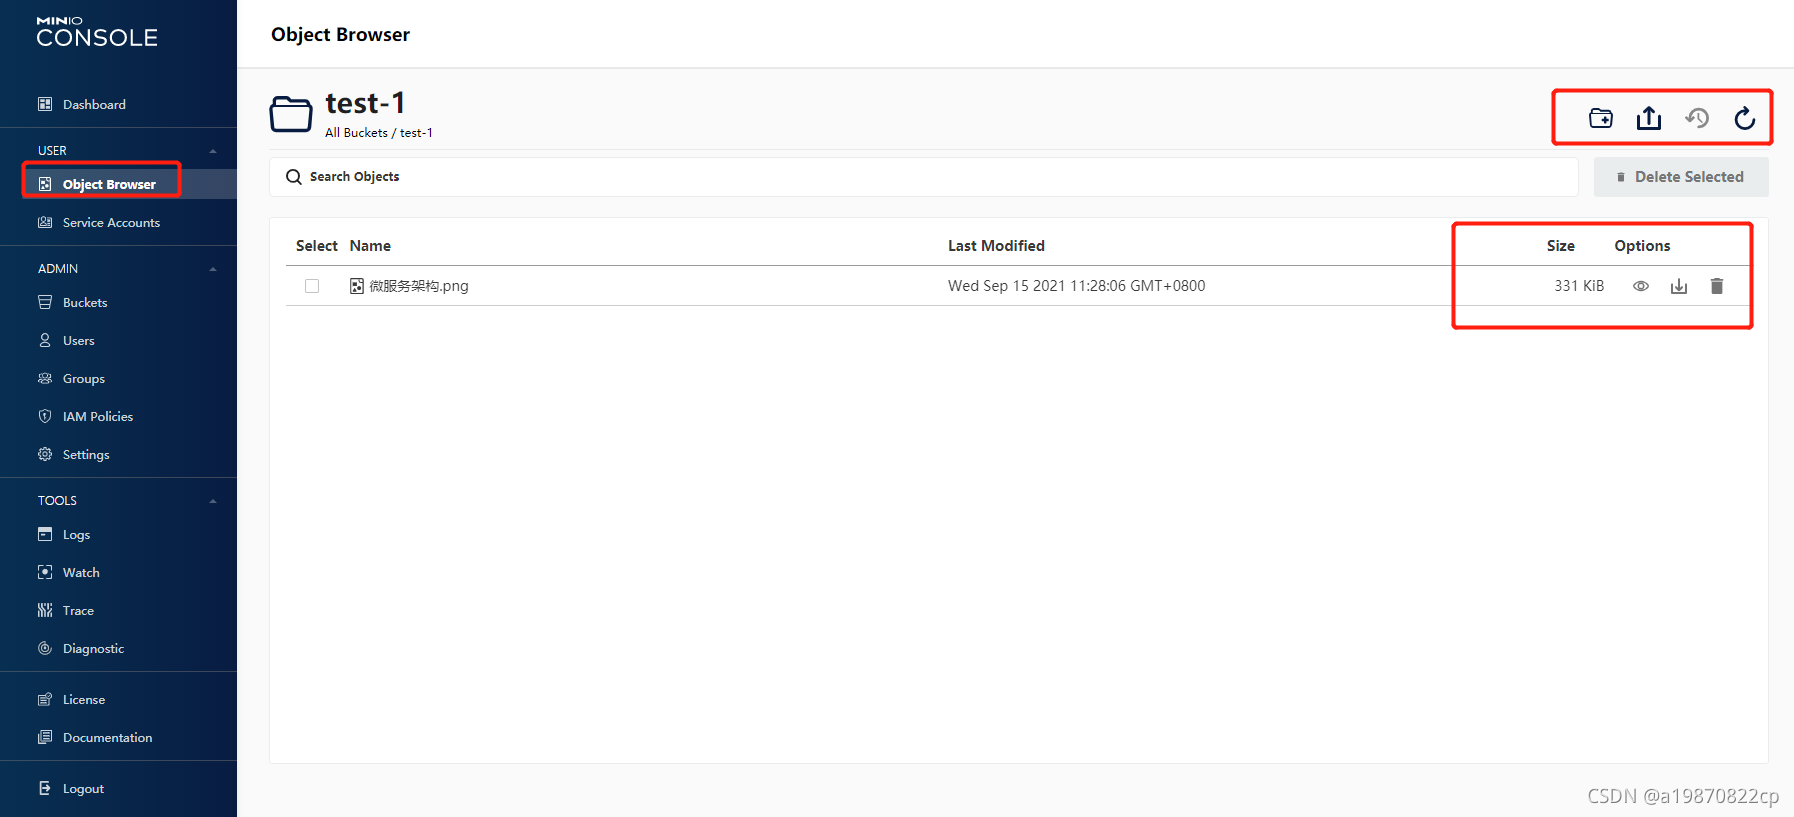 MINIO
CONSOLE
Dashboard
USER
Object Browser
Service Accounts
ADMIN
Buckets
Users
Groups
IAM Policies
Settings
TOOLS
Logs
Watch
Trace
Diagnostic
License
Documentation
Logout
Object Browser
test-1
All Buckets / test-1
Search Objects
Delete Selected
Select Name Last Modified Size Options
微服务架构.png Wed Sep 15 2021 11:28:06 GMT+0800 331 KiB
CSDN @a19870822cp